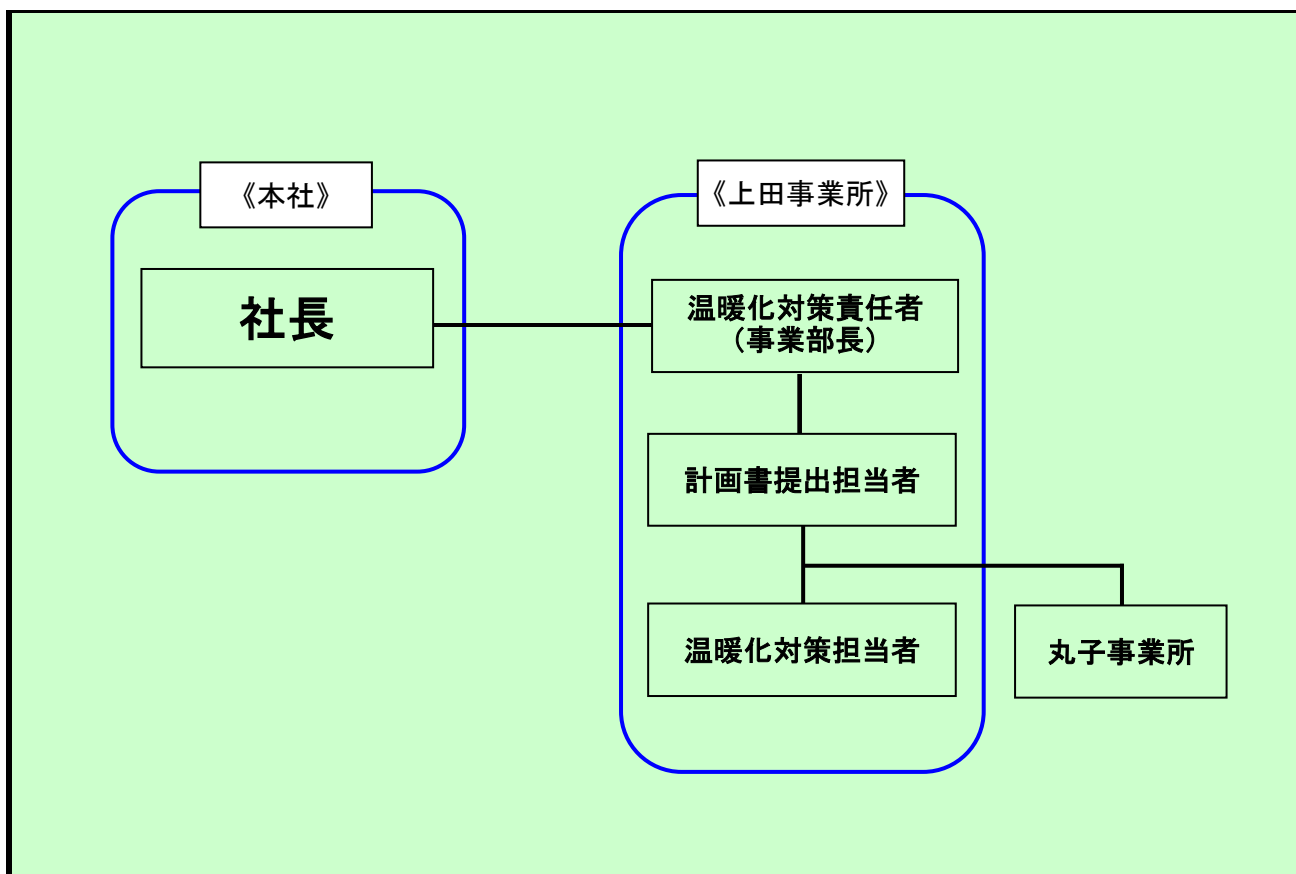 《本社》
社長
《上田事業所》
温暖化対策責任者
（事業部長）
計画書提出担当者
温暖化対策担当者
丸子事業所